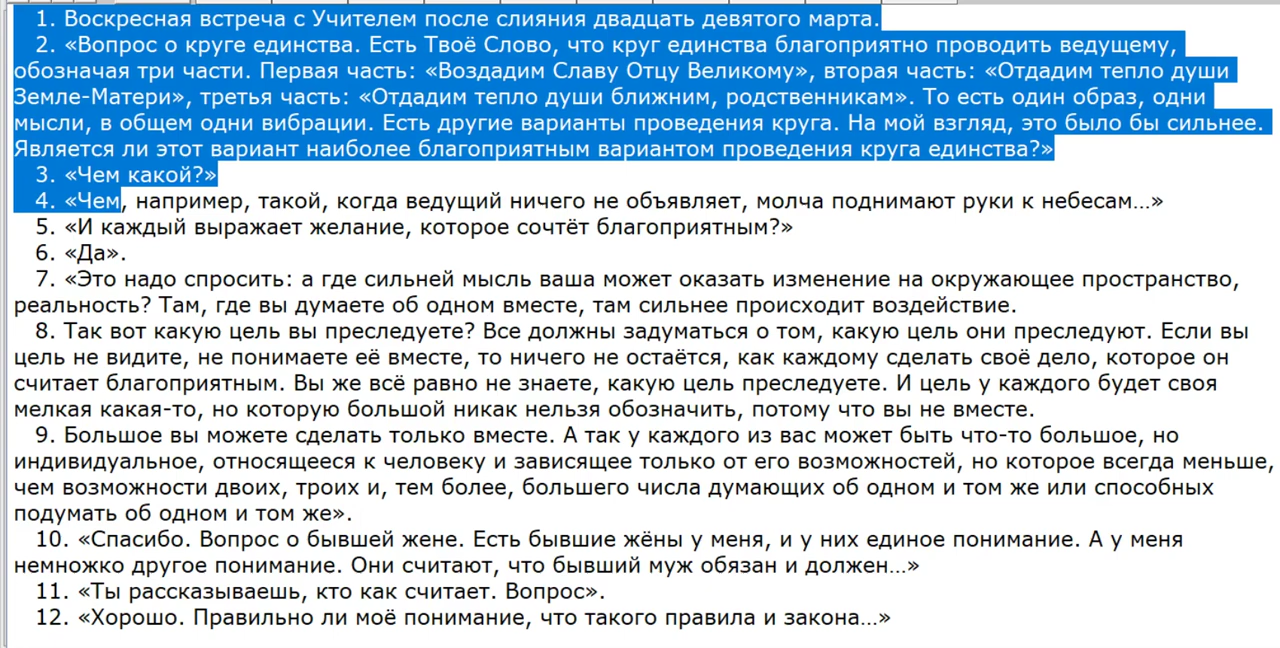 1. Воскресная встреча с Учителем после слияния двадцать девятого марта.
2. «Вопрос о круге единства. Есть Твоё Слово, что круг единства благоприятно проводить ведущему,
обозначая три части. Первая часть: «Воздадим Славу Отцу Великому», вторая часть: «Отдадим тепло души
Земле-Матери», третья часть: «Отдадим тепло души ближним, родственникам». То есть один образ, одни
мысли, в общем одни вибрации. Есть другие варианты проведения круга. На мой взгляд, это было бы сильнее.
Является ли этот вариант наиболее благоприятным вариантом проведения круга единства?»
3. «Чем какой?»
4. «Чем, например, такой, когда ведущий ничего не объявляет, молча поднимают руки к небесам…»
5. «И каждый выражает желание, которое сочтёт благоприятным?»
6. «Да».
7. «Это надо спросить: а где сильней мысль ваша может оказать изменение на окружающее пространство,
реальность? Там, где вы думаете об одном вместе, там сильнее происходит воздействие.
8. Так вот какую цель вы преследуете? Все должны задуматься о том, какую цель они преследуют. Если вы
цель не видите, не понимаете её вместе, то ничего не остаётся, как каждому сделать своё дело, которое он
считает благоприятным. Вы же всё равно не знаете, какую цель преследуете. И цель у каждого будет своя
мелкая какая-то, но которую большой никак нельзя обозначить, потому что вы не вместе.
9. Большое вы можете сделать только вместе. А так у каждого из вас может быть что-то большое, но
индивидуальное, относящееся к человеку и зависящее только от его возможностей, но которое всегда меньше,
чем возможности двоих, троих и, тем более, большего числа думающих об одном и том же или способных
подумать об одном и том же».
10. «Спасибо. Вопрос о бывшей жене. Есть бывшие жёны у меня, и у них единое понимание. А у меня
немножко другое понимание. Они считают, что бывший муж обязан и должен…»
11. «Ты рассказываешь, кто как считает. Вопрос».
12. «Хорошо. Правильно ли моё понимание, что такого правила и закона…»